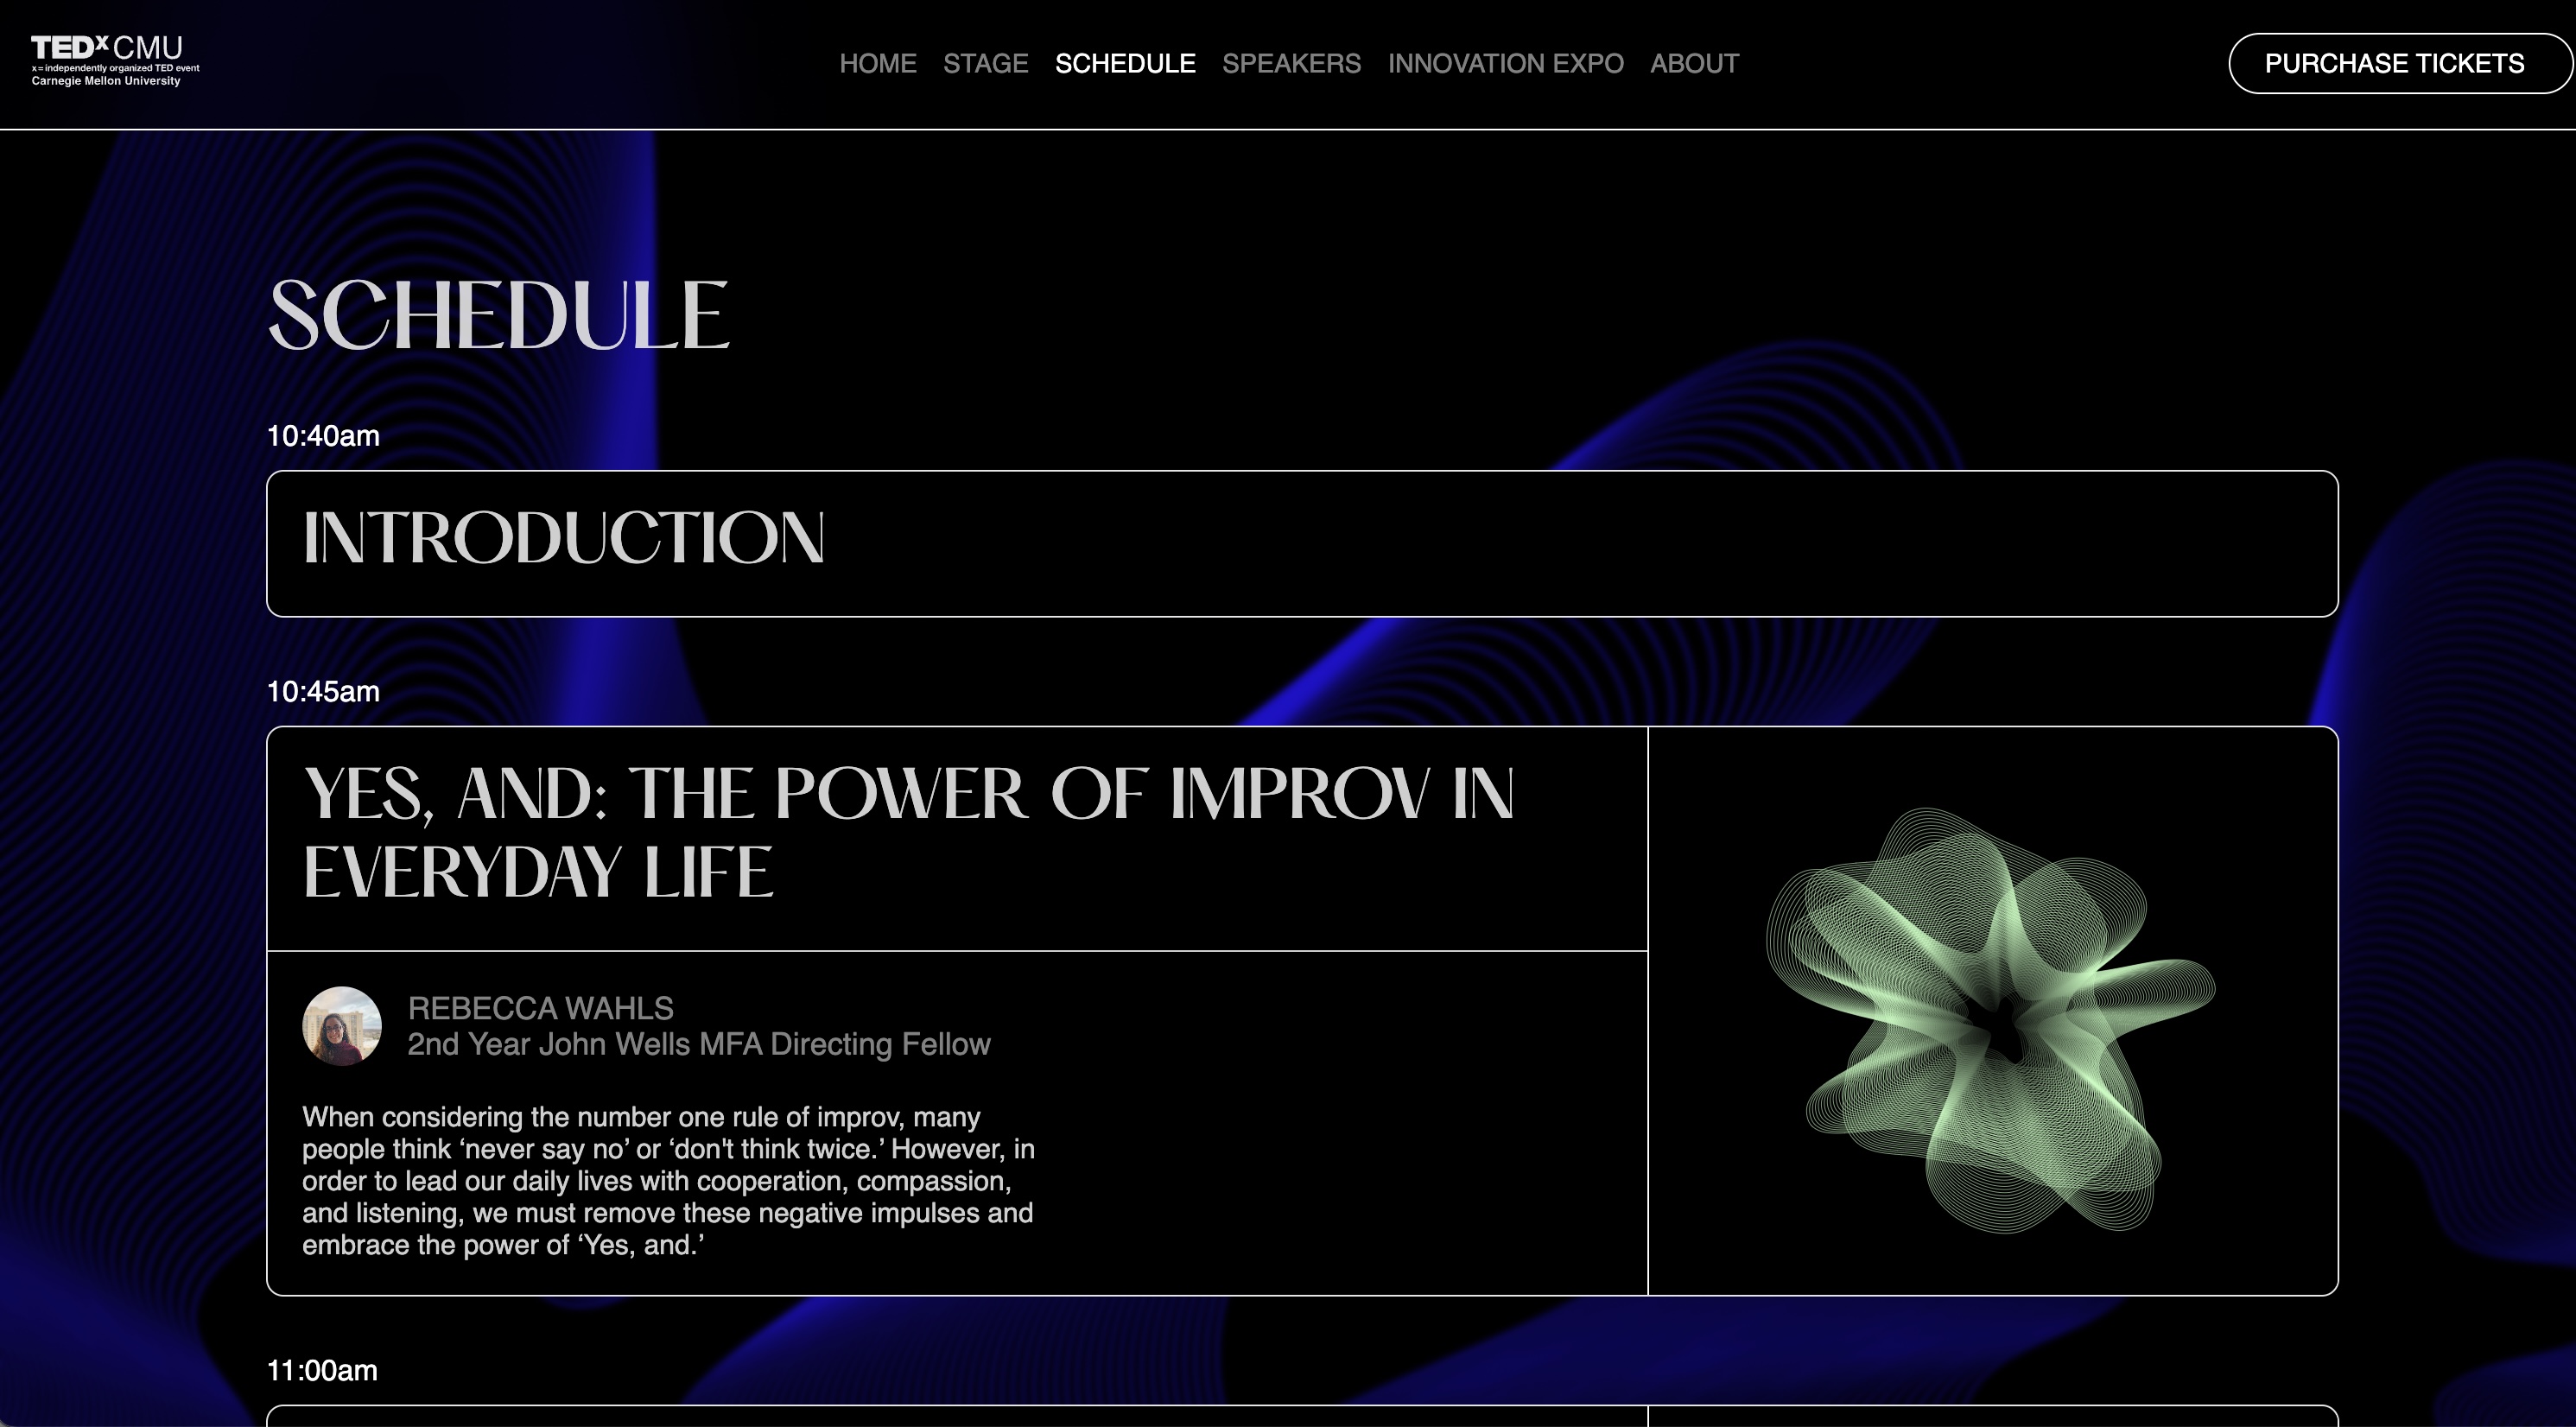 TEDx CMU
x = independently organized TED event
Carnegie Mellon University
HOME STAGE SCHEDULE SPEAKERS INNOVATION EXPO ABOUT
PURCHASE TICKETS
SCHEDULE
10:40am
INTRODUCTION
10:45am
YES, AND: THE POWER OF IMPROV IN
EVERYDAY LIFE
REBECCA WAHLS
2nd Year John Wells MFA Directing Fellow
When considering the number one rule of improv, many
people think ‘never say no’ or ‘don't think twice.’ However, in
order to lead our daily lives with cooperation, compassion,
and listening, we must remove these negative impulses and
embrace the power of ‘Yes, and.’
11:00am